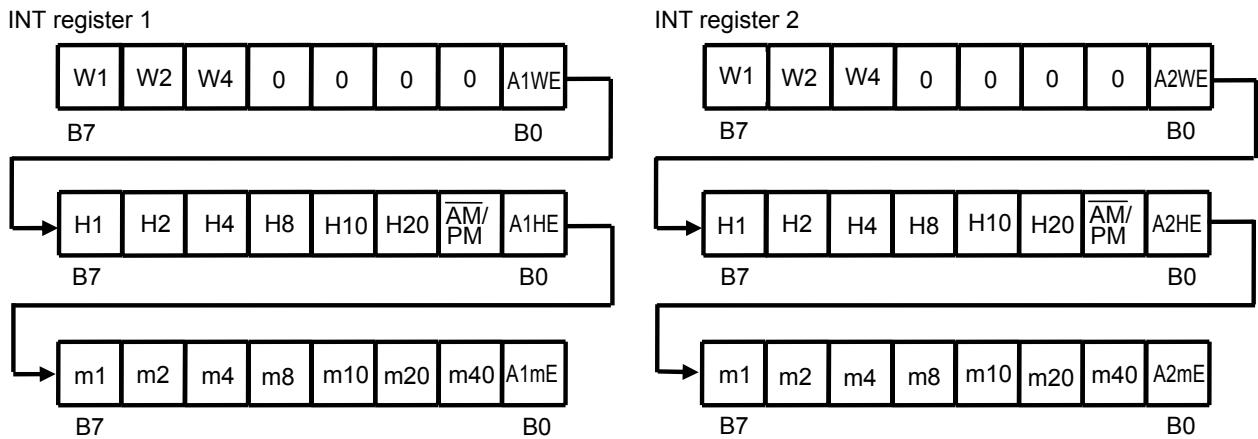 INT register 1
W1 W2 W4 0 0 0 0 A1WE
B7 B0
H1 H2 H4 H8 H10 H20 AM/PM A1HE
B7 B0
m1 m2 m4 m8 m10 m20 m40 A1mE
B7 B0
INT register 2
W1 W2 W4 0 0 0 0 A2WE
B7 B0
H1 H2 H4 H8 H10 H20 AM/PM A2HE
B7 B0
m1 m2 m4 m8 m10 m20 m40 A2mE
B7 B0